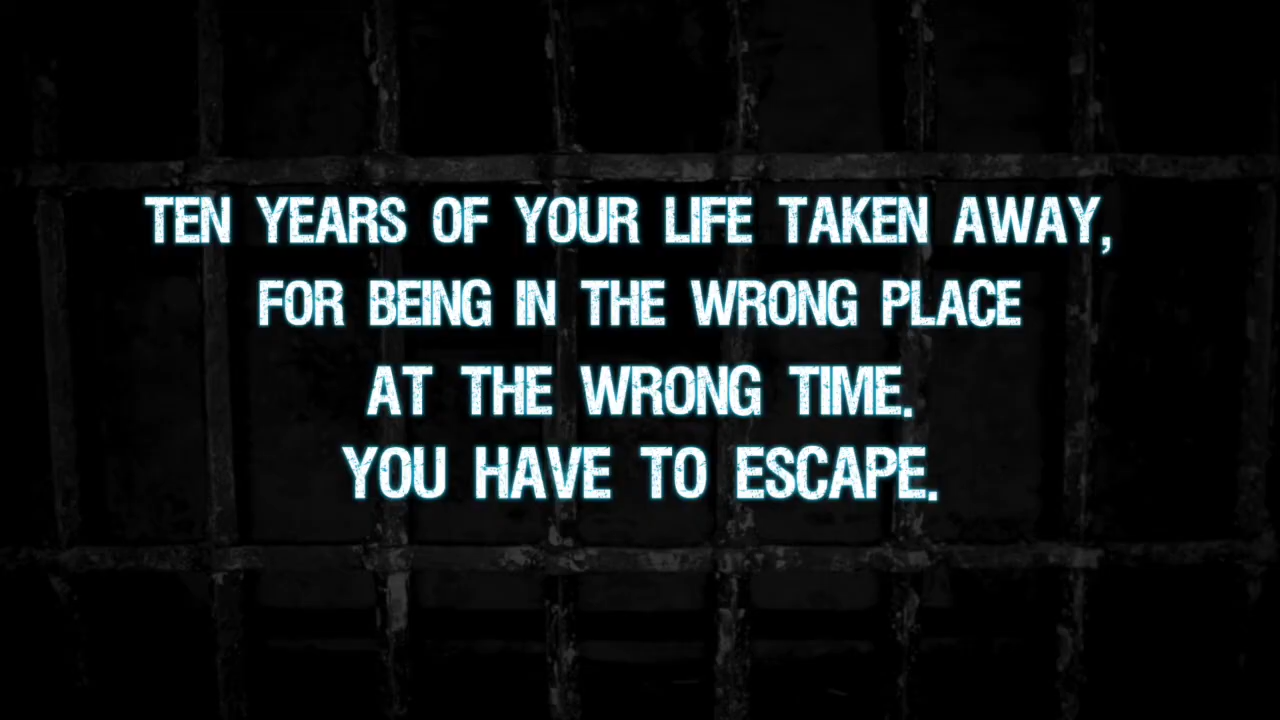 TEN YEARS OF YOUR LIFE TAKEN AWAY,
FOR BEING IN THE WRONG PLACE
AT THE WRONG TIME.
YOU HAVE TO ESCAPE.